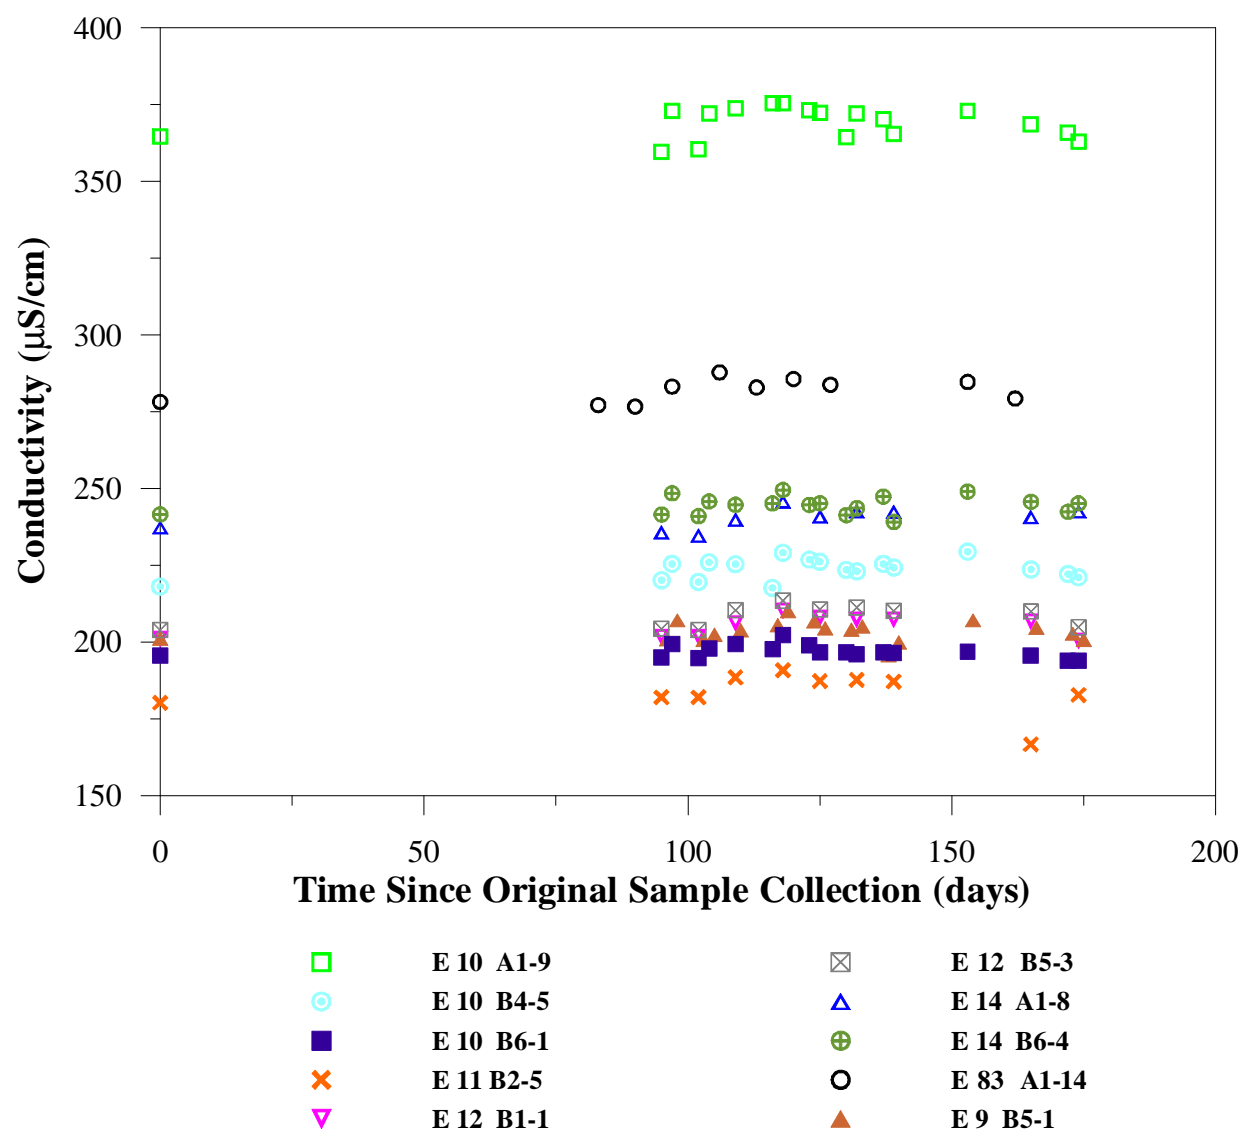 400
350
300
250
200
150
Conductivity (μS/cm)
0 50 100 150 200
Time Since Original Sample Collection (days)
E 10 A1-9
E 10 B4-5
E 10 B6-1
E 11 B2-5
E 12 B1-1
E 12 B5-3
E 14 A1-8
E 14 B6-4
E 83 A1-14
E 9 B5-1